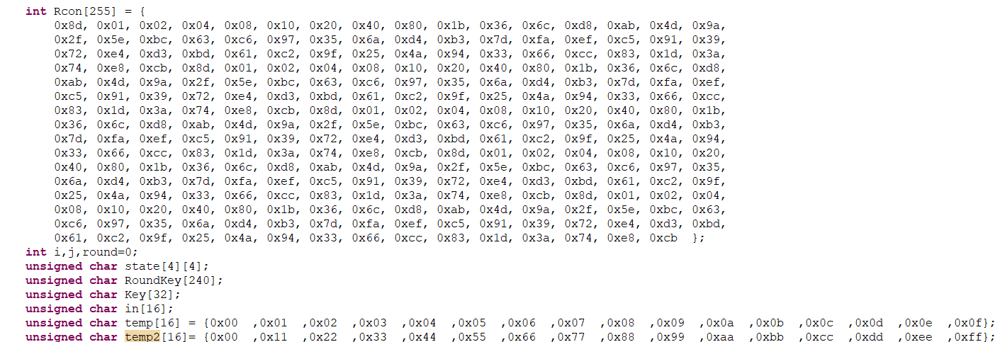 int Rcon[255] = {
0x8d, 0x01, 0x02, 0x04, 0x08, 0x10, 0x20, 0x40, 0x80, 0x1b, 0x36, 0x6c, 0xd8, 0xab, 0x4d, 0x9a,
0x2f, 0x5e, 0xbc, 0x63, 0xc6, 0x97, 0x35, 0x6a, 0xd4, 0xb3, 0x7d, 0xfa, 0xef, 0xc5, 0x91, 0x39,
0x72, 0xe4, 0xd3, 0xbd, 0x61, 0xc2, 0x9f, 0x25, 0x4a, 0x94, 0x33, 0x66, 0xcc, 0x83, 0x1d, 0x3a,
0x74, 0xe8, 0xcb, 0x8d, 0x01, 0x02, 0x04, 0x08, 0x10, 0x20, 0x40, 0x80, 0x1b, 0x36, 0x6c, 0xd8,
0xab, 0x4d, 0x9a, 0x2f, 0x5e, 0xbc, 0x63, 0xc6, 0x97, 0x35, 0x6a, 0xd4, 0xb3, 0x7d, 0xfa, 0xef,
0xc5, 0x91, 0x39, 0x72, 0xe4, 0xd3, 0xbd, 0x61, 0xc2, 0x9f, 0x25, 0x4a, 0x94, 0x33, 0x66, 0xcc,
0x83, 0x1d, 0x3a, 0x74, 0xe8, 0xcb, 0x8d, 0x01, 0x02, 0x04, 0x08, 0x10, 0x20, 0x40, 0x80, 0x1b,
0x36, 0x6c, 0xd8, 0xab, 0x4d, 0x9a, 0x2f, 0x5e, 0xbc, 0x63, 0xc6, 0x97, 0x35, 0x6a, 0xd4, 0xb3,
0x7d, 0xfa, 0xef, 0xc5, 0x91, 0x39, 0x72, 0xe4, 0xd3, 0xbd, 0x61, 0xc2, 0x9f, 0x25, 0x4a, 0x94,
0x33, 0x66, 0xcc, 0x83, 0x1d, 0x3a, 0x74, 0xe8, 0xcb, 0x8d, 0x01, 0x02, 0x04, 0x08, 0x10, 0x20,
0x40, 0x80, 0x1b, 0x36, 0x6c, 0xd8, 0xab, 0x4d, 0x9a, 0x2f, 0x5e, 0xbc, 0x63, 0xc6, 0x97, 0x35,
0x6a, 0xd4, 0xb3, 0x7d, 0xfa, 0xef, 0xc5, 0x91, 0x39, 0x72, 0xe4, 0xd3, 0xbd, 0x61, 0xc2, 0x9f,
0x25, 0x4a, 0x94, 0x33, 0x66, 0xcc, 0x83, 0x1d, 0x3a, 0x74, 0xe8, 0xcb, 0x8d, 0x01, 0x02, 0x04,
0x08, 0x10, 0x20, 0x40, 0x80, 0x1b, 0x36, 0x6c, 0xd8, 0xab, 0x4d, 0x9a, 0x2f, 0x5e, 0xbc, 0x63,
0xc6, 0x97, 0x35, 0x6a, 0xd4, 0xb3, 0x7d, 0xfa, 0xef, 0xc5, 0x91, 0x39, 0x72, 0xe4, 0xd3, 0xbd,
0x61, 0xc2, 0x9f, 0x25, 0x4a, 0x94, 0x33, 0x66, 0xcc, 0x83, 0x1d, 0x3a, 0x74, 0xe8, 0xcb };
int i,j,round=0;
unsigned char state[4][4];
unsigned char RoundKey[240];
unsigned char Key[32];
unsigned char in[16];
unsigned char temp[16] = {0x00 ,0x01 ,0x02 ,0x03 ,0x04 ,0x05 ,0x06 ,0x07 ,0x08 ,0x09 ,0x0a ,0x0b ,0x0c ,0x0d ,0x0e ,0x0f};
unsigned char temp2[16]= {0x00 ,0x11 ,0x22 ,0x33 ,0x44 ,0x55 ,0x66 ,0x77 ,0x88 ,0x99 ,0xaa ,0xbb ,0xcc ,0xdd ,0xee ,0xff};